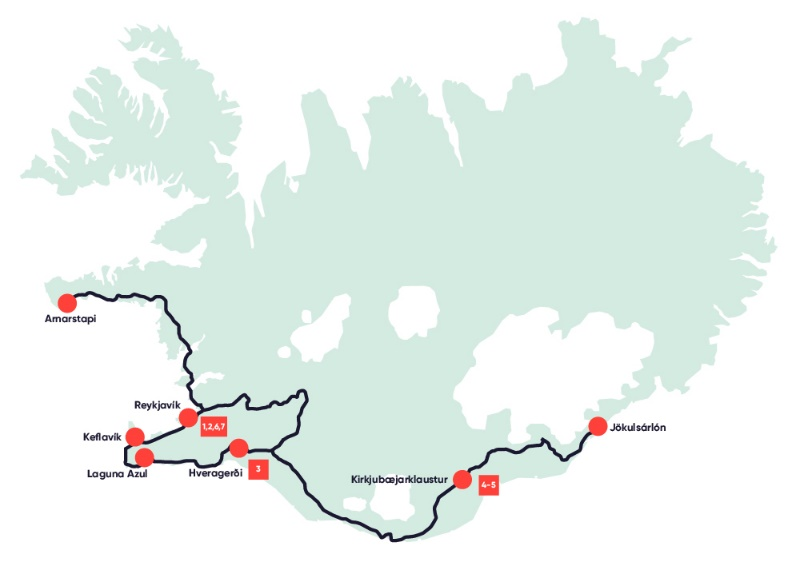 Arnarstapi
Reykjavík
1,2,6,7
Keflavík
Laguna Azul
Hveragerði
3
Kirkjubæjarklaustur
4-5
Jökulsárlón